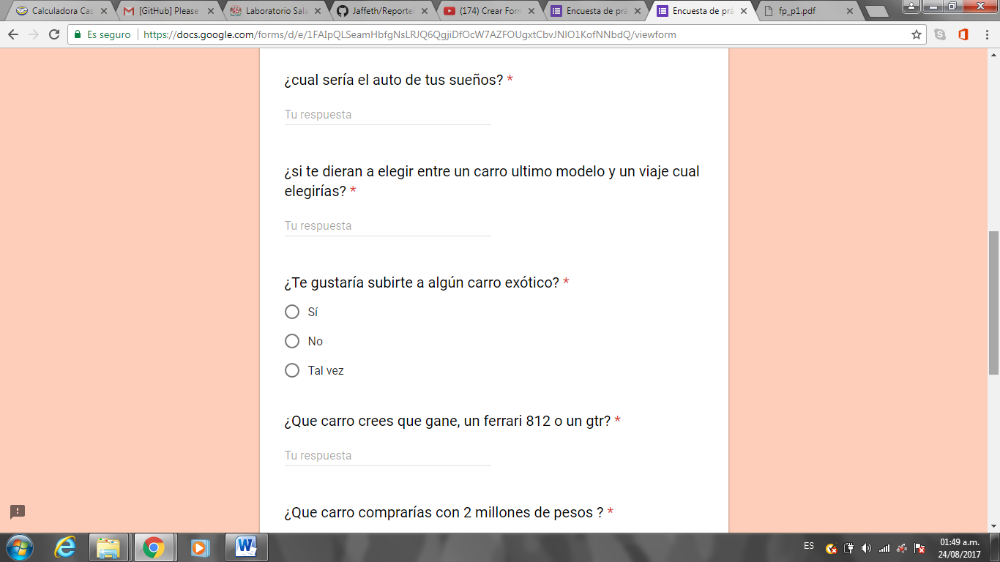 Calculadora Cas
[GitHub] Please
Laboratorio Sala
Jaffeth/Reporte
(174) Crear Form
Encuesta de prá
Encuesta de prá
fp_p1.pdf
Es seguro
https://docs.google.com/forms/d/e/1FAIpQLSeamHbfgNsLRJQ6QgjiDfOcW7AZFOUgxtCbvJNIO1KofNNbdQ/viewform
¿cual sería el auto de tus sueños? *
Tu respuesta
¿si te dieran a elegir entre un carro ultimo modelo y un viaje cual
elegirías? *
Tu respuesta
¿Te gustaría subirte a algún carro exótico? *
Sí
No
Tal vez
¿Que carro crees que gane, un ferrari 812 o un gtr? *
Tu respuesta
¿Que carro comprarías con 2 millones de pesos ? *
ES
01:49 a.m.
24/08/2017